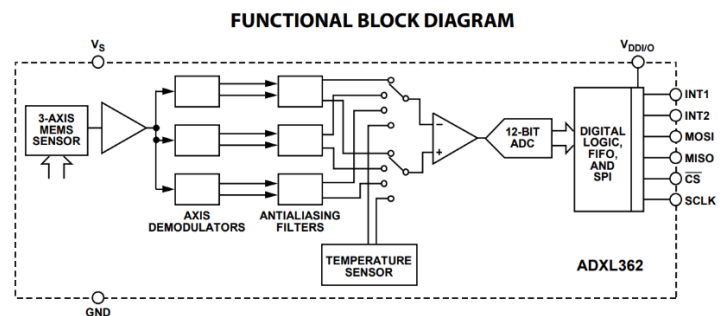 FUNCTIONAL BLOCK DIAGRAM
VS
VDDI/O
3-AXIS
MEMS
SENSOR
AXIS
DEMODULATORS
ANTIALIASING
FILTERS
−
+
12-BIT
ADC
DIGITAL
LOGIC,
FIFO,
AND
SPI
INT1
INT2
MOSI
MISO
C̅S̅
SCLK
TEMPERATURE
SENSOR
ADXL362
GND